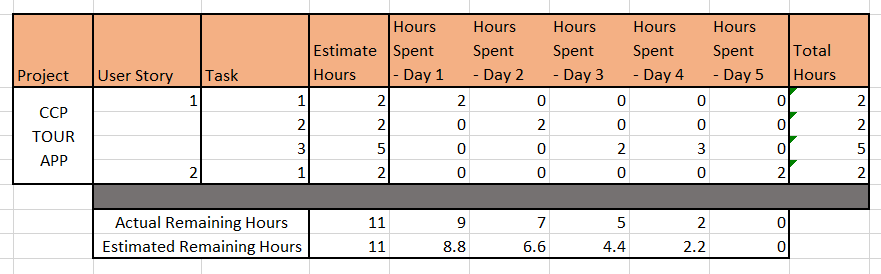 Project User Story Task Estimate Hours Hours Spent - Day 1 Hours Spent - Day 2 Hours Spent - Day 3 Hours Spent - Day 4 Hours Spent - Day 5 Total Hours
CCP TOUR APP
1 1 2 2 0 0 0 0 2
2 2 0 2 0 0 0 2
3 5 0 0 2 3 0 5
2 1 2 0 0 0 0 2 2
Actual Remaining Hours 11 9 7 5 2 0
Estimated Remaining Hours 11 8.8 6.6 4.4 2.2 0